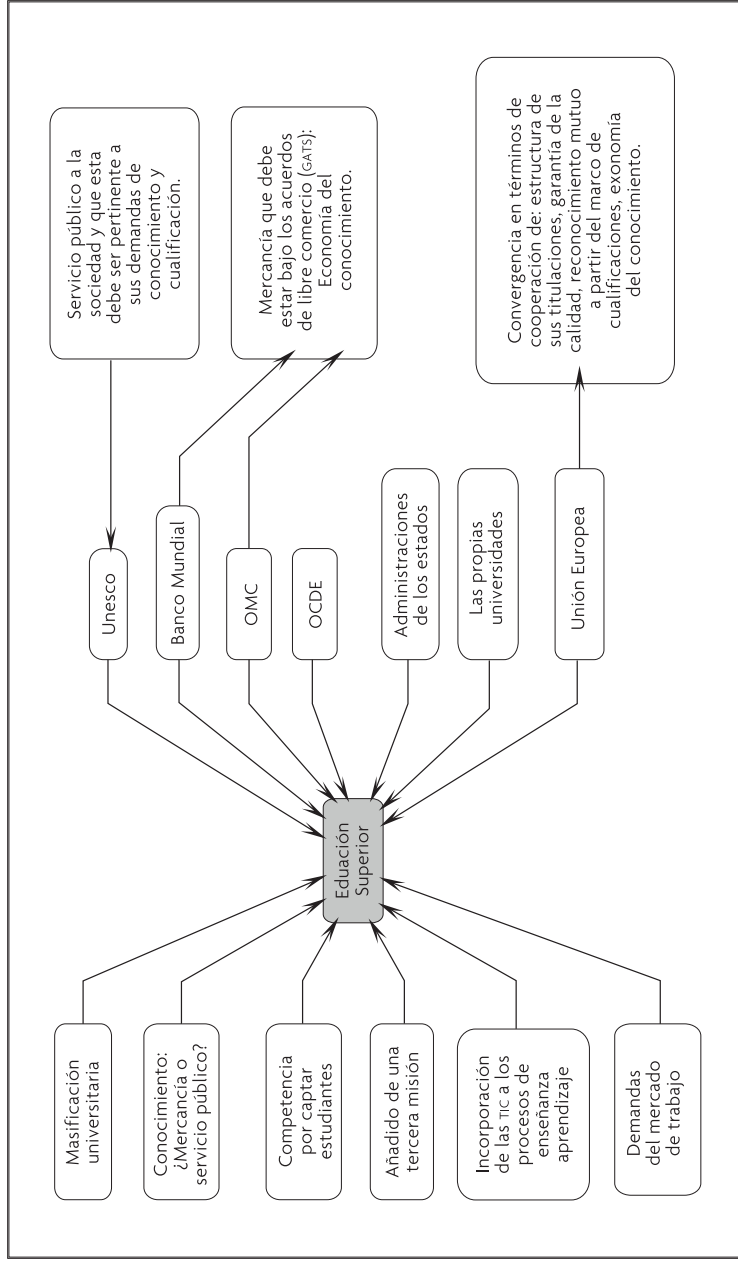 Masificación
universitaria
Conocimiento:
¿Mercancía o
servicio público?
Competencia
por captar
estudiantes
Añadido de una
tercera misión
Incorporación
de las TIC a los
procesos de
enseñanza
aprendizaje
Demandas
del mercado
de trabajo
Eduación
Superior
Unesco
Banco Mundial
OMC
OCDE
Administraciones
de los estados
Las propias
universidades
Unión Europea
Servicio público a la
sociedad y que esta
debe ser pertinente a
sus demandas de
conocimiento y
cualificación.
Mercancía que debe
estar bajo los acuerdos
de libre comercio (GATS):
Economía del
conocimiento.
Convergencia en términos de
cooperación de: estructura de
sus titulaciones, garantía de la
calidad, reconocimiento mutuo
a partir del marco de
cualificaciones, exonomía
del conocimiento.